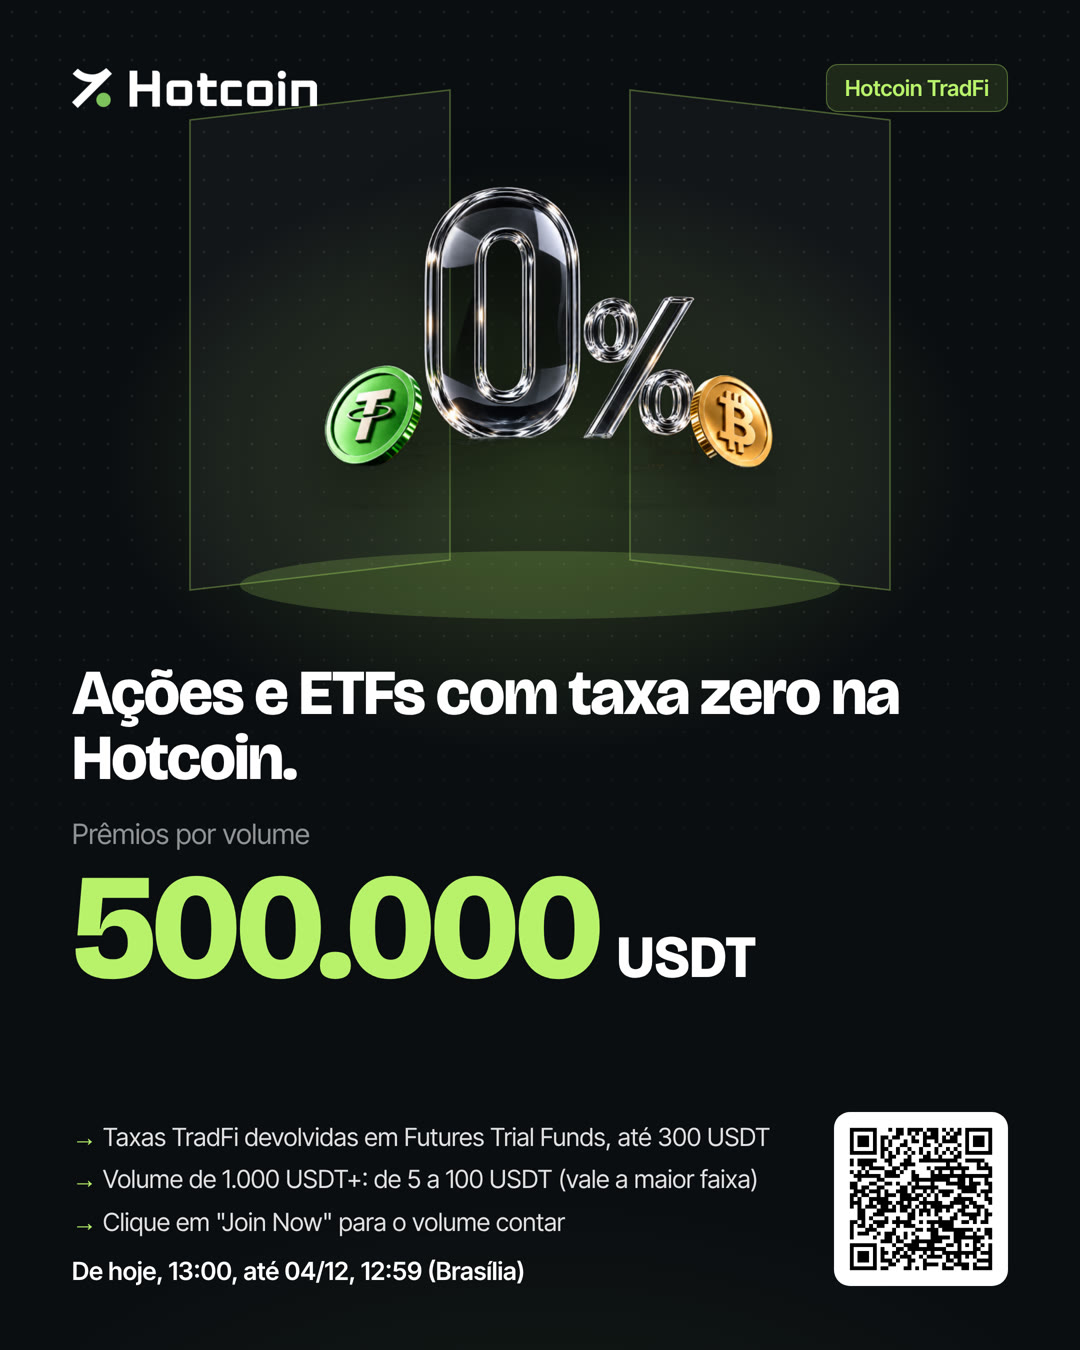 Hotcoin
Hotcoin TradFi
0%
Ações e ETFs com taxa zero na
Hotcoin.
Prêmios por volume
500.000 USDT
→ Taxas TradFi devolvidas em Futures Trial Funds, até 300 USDT
→ Volume de 1.000 USDT+: de 5 a 100 USDT (vale a maior faixa)
→ Clique em "Join Now" para o volume contar
De hoje, 13:00, até 04/12, 12:59 (Brasília)